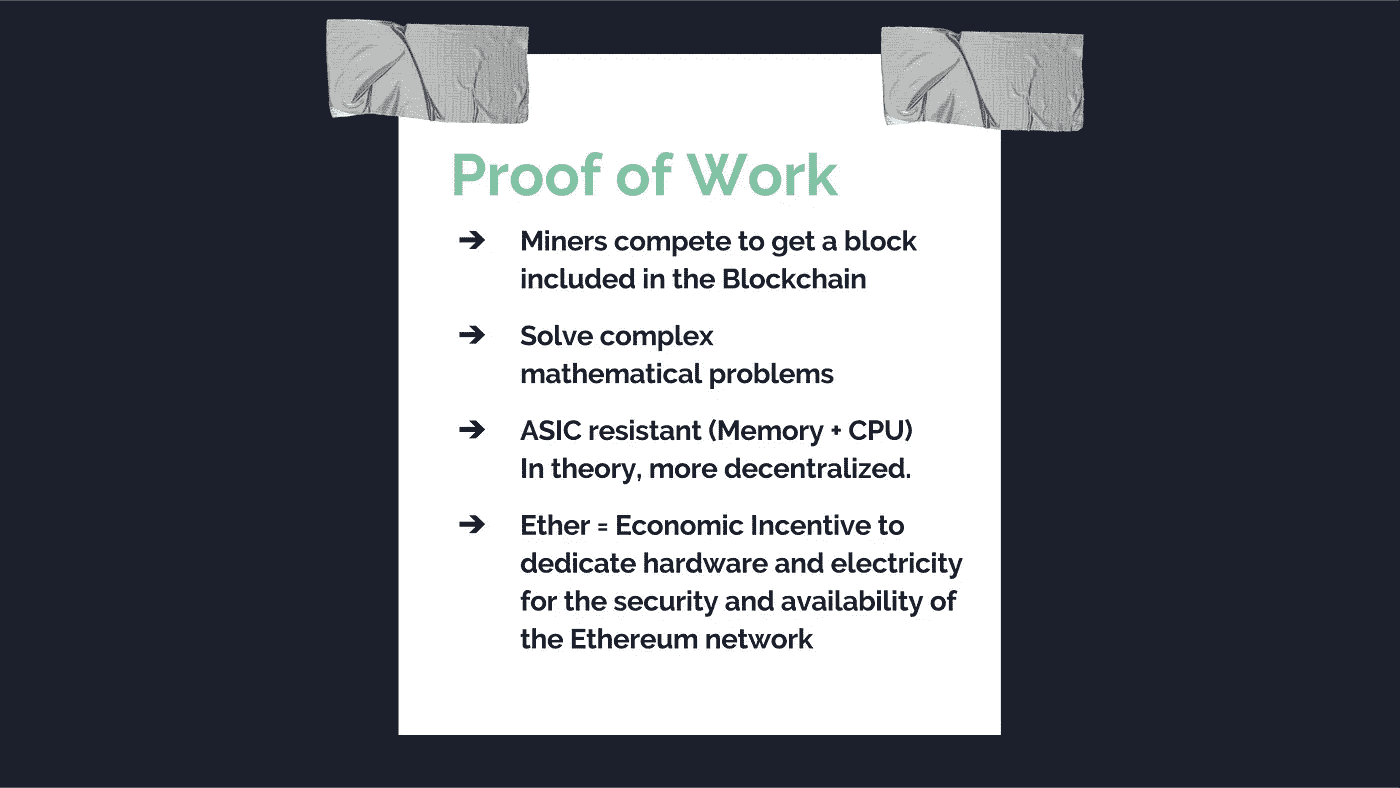 Proof of Work
➔ Miners compete to get a block
included in the Blockchain
➔ Solve complex
mathematical problems
➔ ASIC resistant (Memory + CPU)
In theory, more decentralized.
➔ Ether = Economic Incentive to
dedicate hardware and electricity
for the security and availability of
the Ethereum network